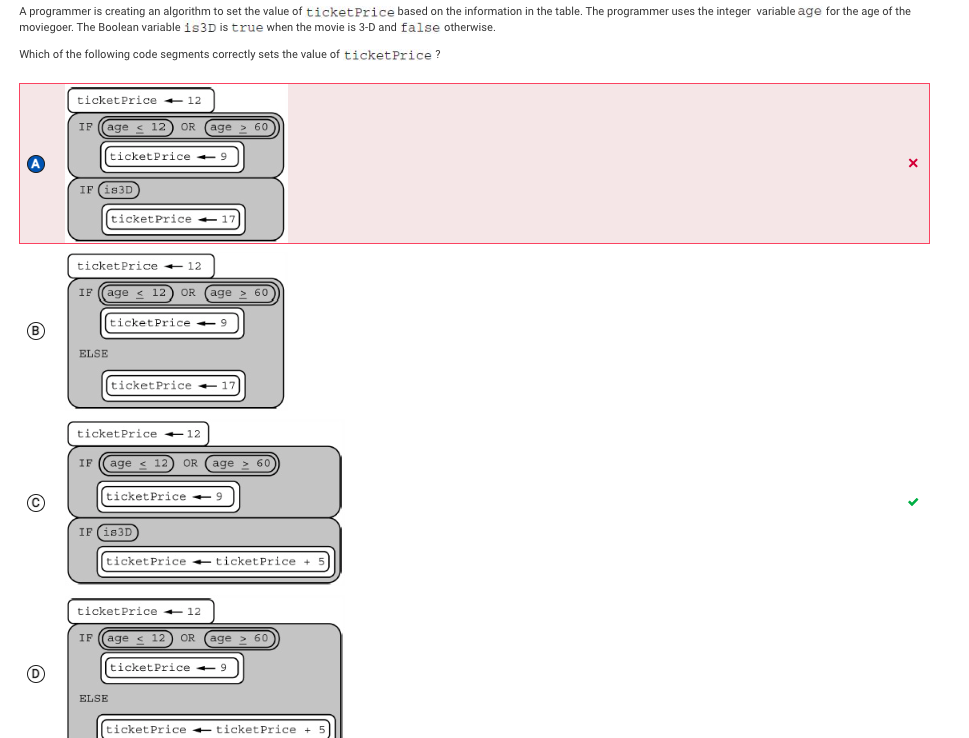 A programmer is creating an algorithm to set the value of ticketPrice based on the information in the table. The programmer uses the integer variable age for the age of the
moviegoer. The Boolean variable is3D is true when the movie is 3-D and false otherwise.
Which of the following code segments correctly sets the value of ticketPrice ?
A
ticketPrice ← 12
IF age ≤ 12 OR age ≥ 60
ticketPrice ← 9
IF is3D
ticketPrice ← 17
B
ticketPrice ← 12
IF age ≤ 12 OR age ≥ 60
ticketPrice ← 9
ELSE
ticketPrice ← 17
C
ticketPrice ← 12
IF age ≤ 12 OR age ≥ 60
ticketPrice ← 9
IF is3D
ticketPrice ← ticketPrice + 5
D
ticketPrice ← 12
IF age ≤ 12 OR age ≥ 60
ticketPrice ← 9
ELSE
ticketPrice ← ticketPrice + 5